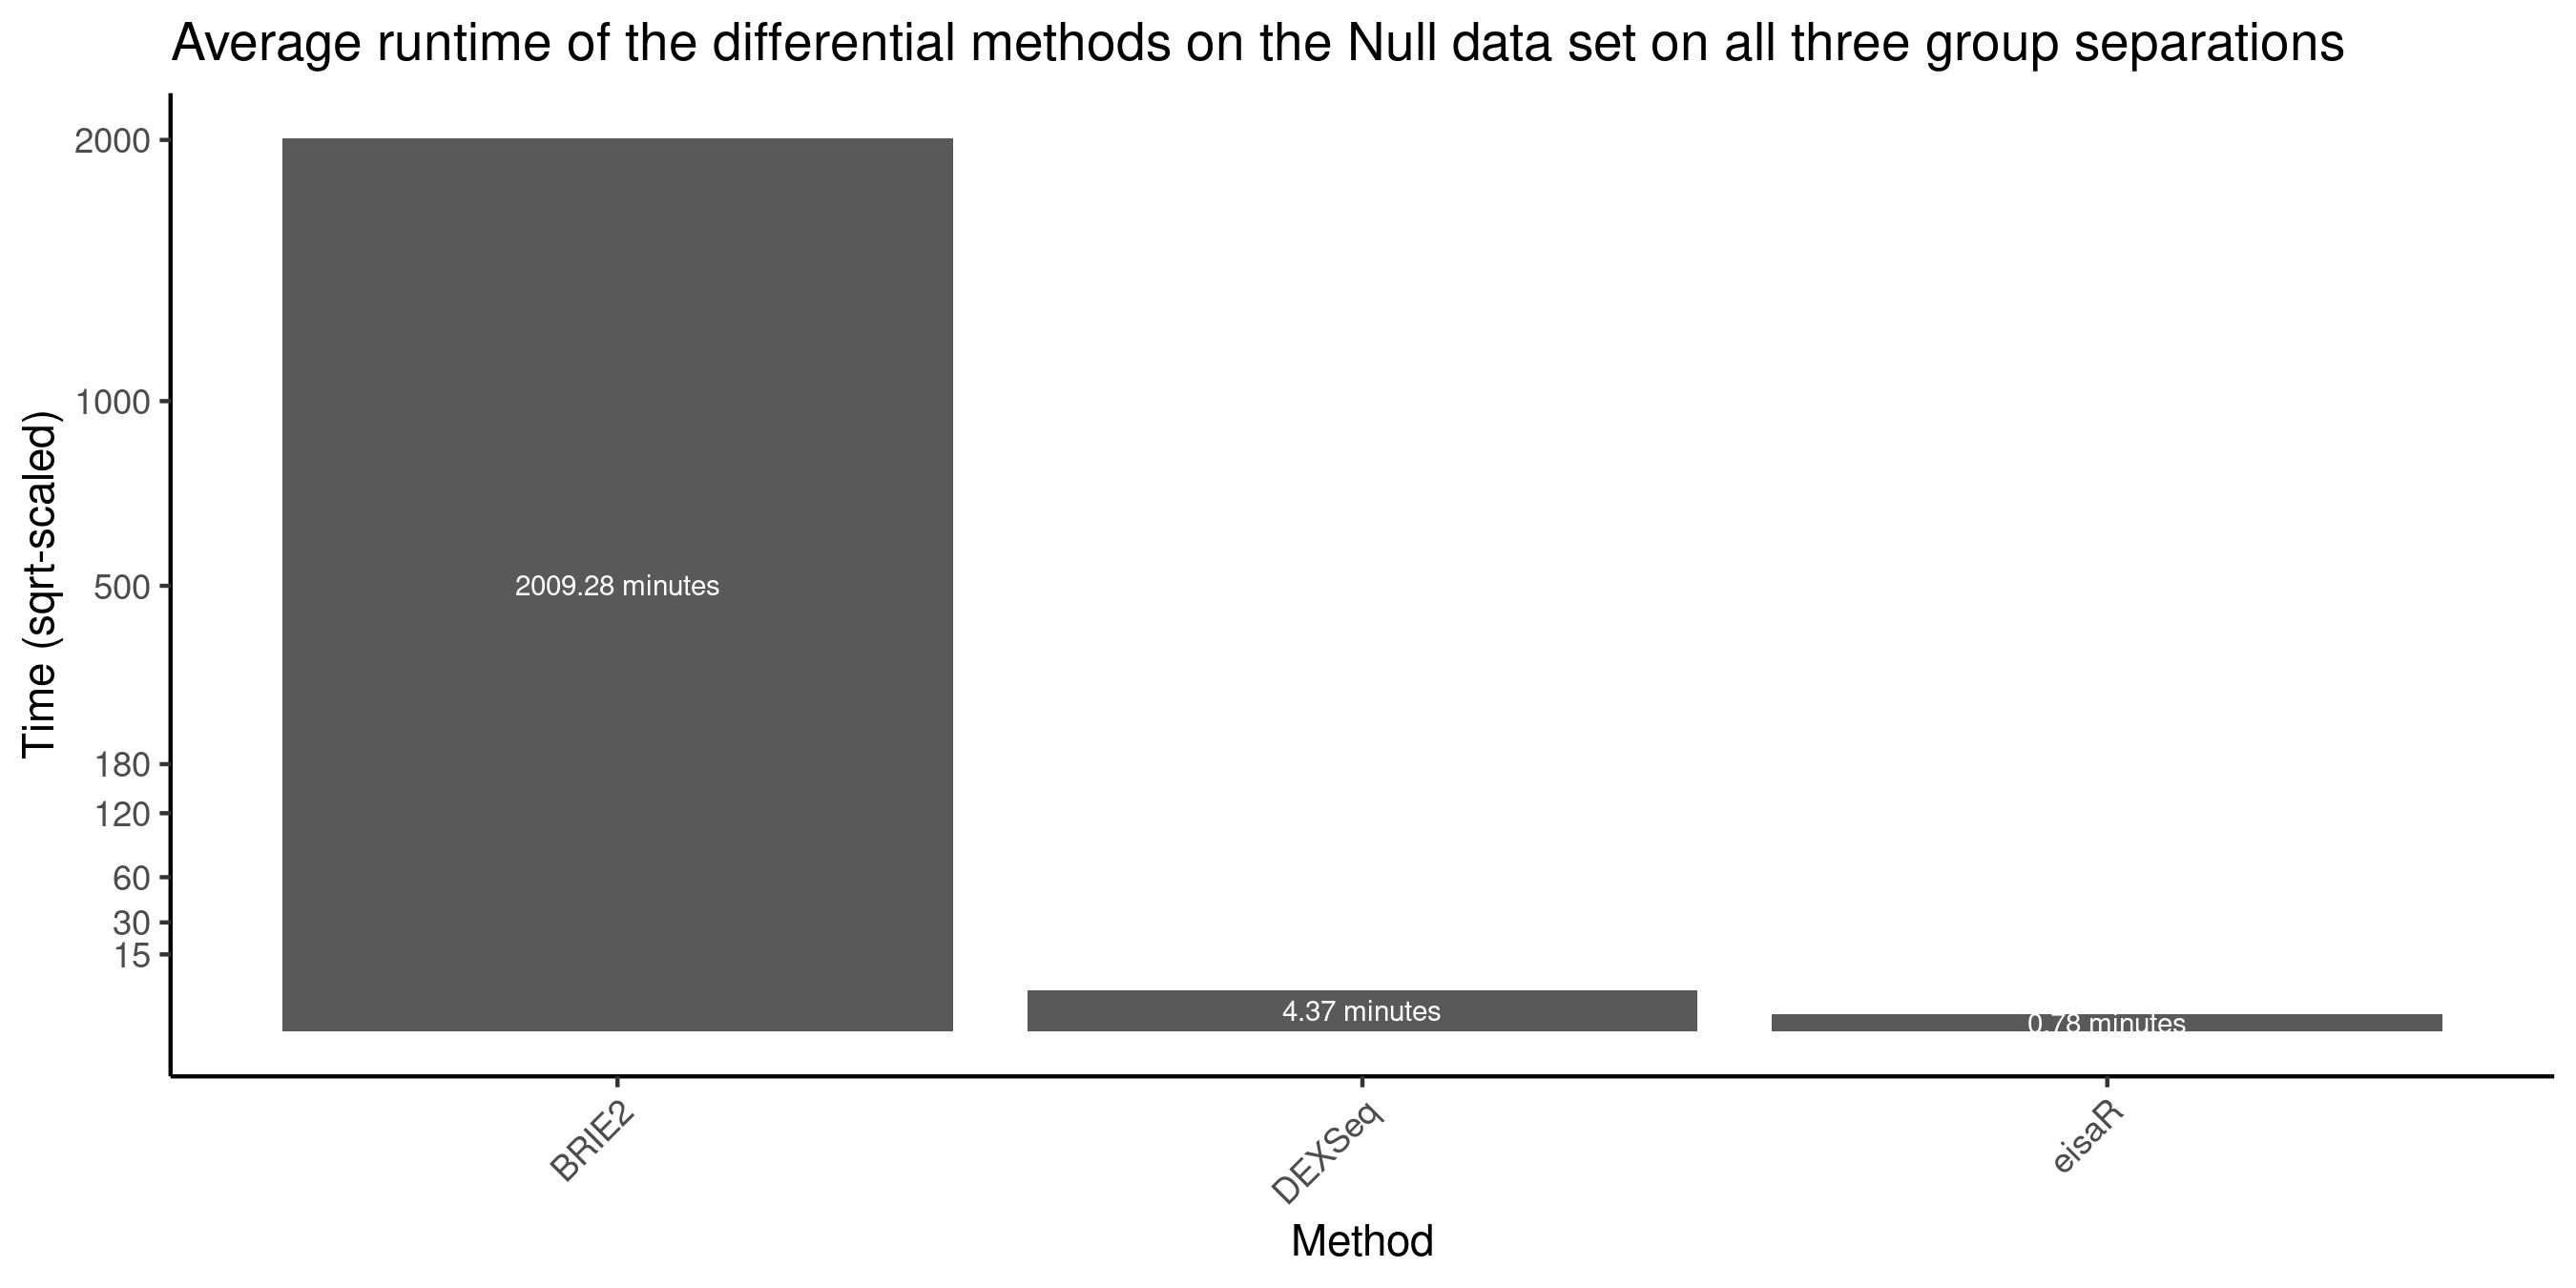 Average runtime of the differential methods on the Null data set on all three group separations
Time (sqrt-scaled)
2000
1000
500
180
120
60
30
15
2009.28 minutes
4.37 minutes
0.78 minutes
BRIE2
DEXSeq
eisaR
Method